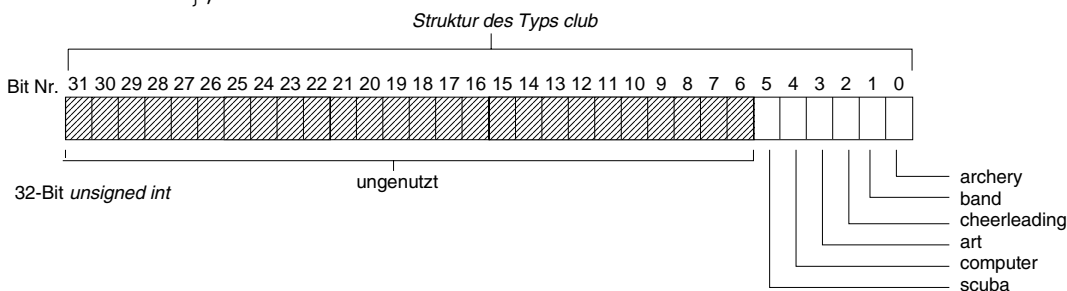 Struktur des Typs club
Bit Nr. 31 30 29 28 27 26 25 24 23 22 21 20 19 18 17 16 15 14 13 12 11 10 9 8 7 6 5 4 3 2 1 0
ungenutzt
32-Bit unsigned int
archery
band
cheerleading
art
computer
scuba